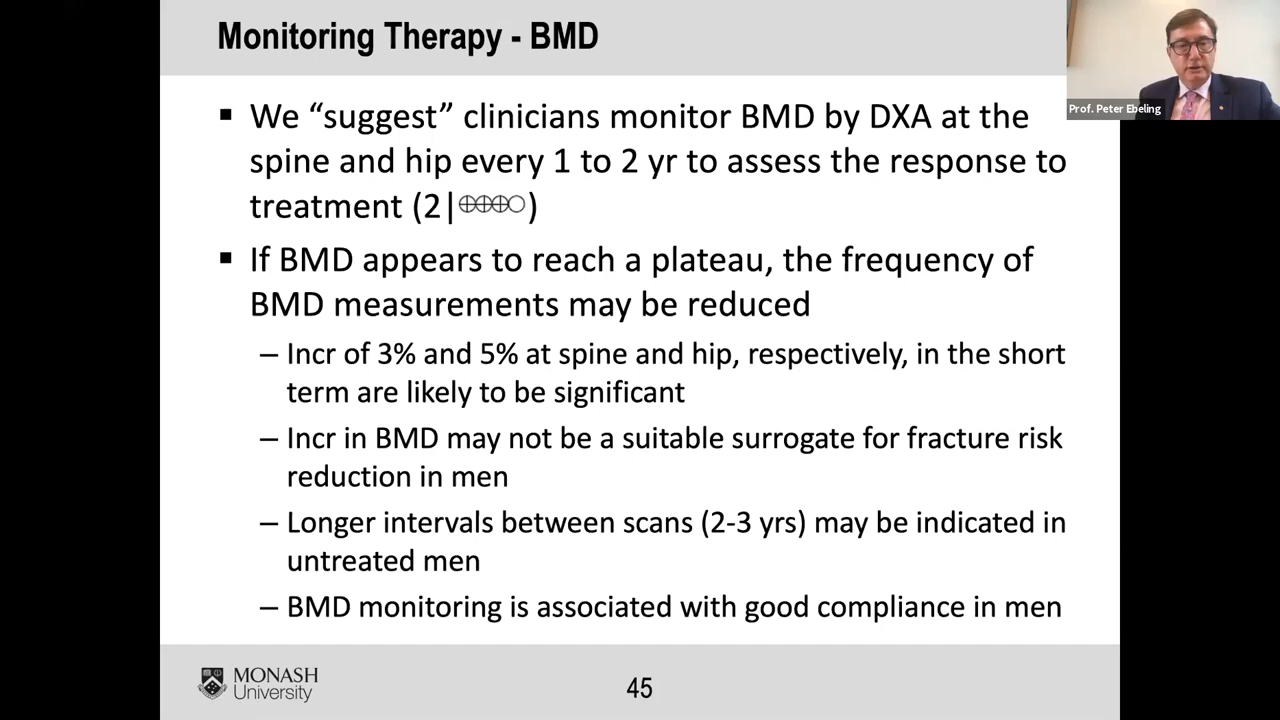 Monitoring Therapy - BMD
Prof. Peter Ebeling
▪ We “suggest” clinicians monitor BMD by DXA at the
spine and hip every 1 to 2 yr to assess the response to
treatment (2|⊕⊕⊕○)
▪ If BMD appears to reach a plateau, the frequency of
BMD measurements may be reduced
– Incr of 3% and 5% at spine and hip, respectively, in the short
term are likely to be significant
– Incr in BMD may not be a suitable surrogate for fracture risk
reduction in men
– Longer intervals between scans (2-3 yrs) may be indicated in
untreated men
– BMD monitoring is associated with good compliance in men
MONASH
University
45